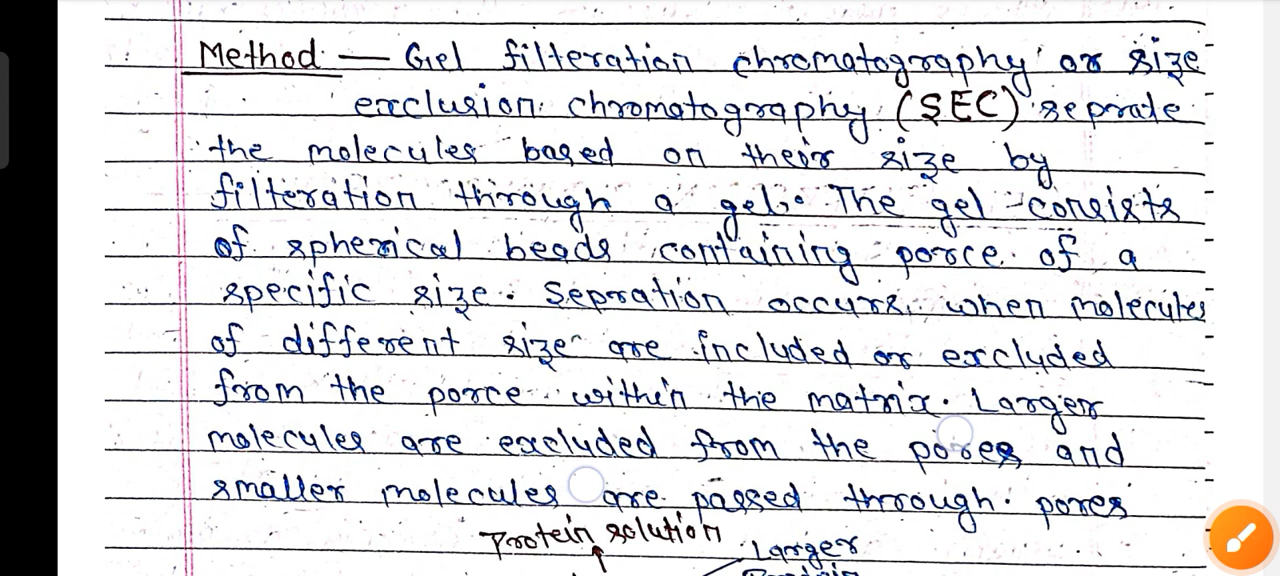 Method — Gel filteration chromatography or size
exclusion chromatography (SEC) seprate
the molecules based on their size by
filteration through a gel. The gel consists
of spherical beads containing porce of a
specific size. Sepration occurs, when molecules
of different size are included or excluded
from the porce within the matrix. Larger
molecules are excluded from the pores and
smaller molecules are passed through pores
Protein solution
Larger
Protein